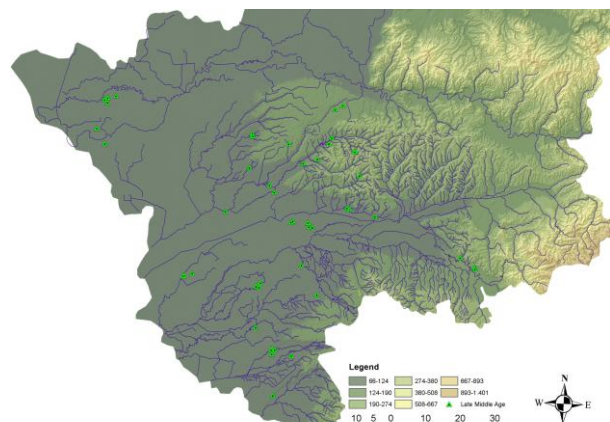 Legend
66-124 274-380 667-893
124-190 380-508 893-1.401
190-274 508-667 Late Middle Age
10 5 0 10 20 30
N
W E
S